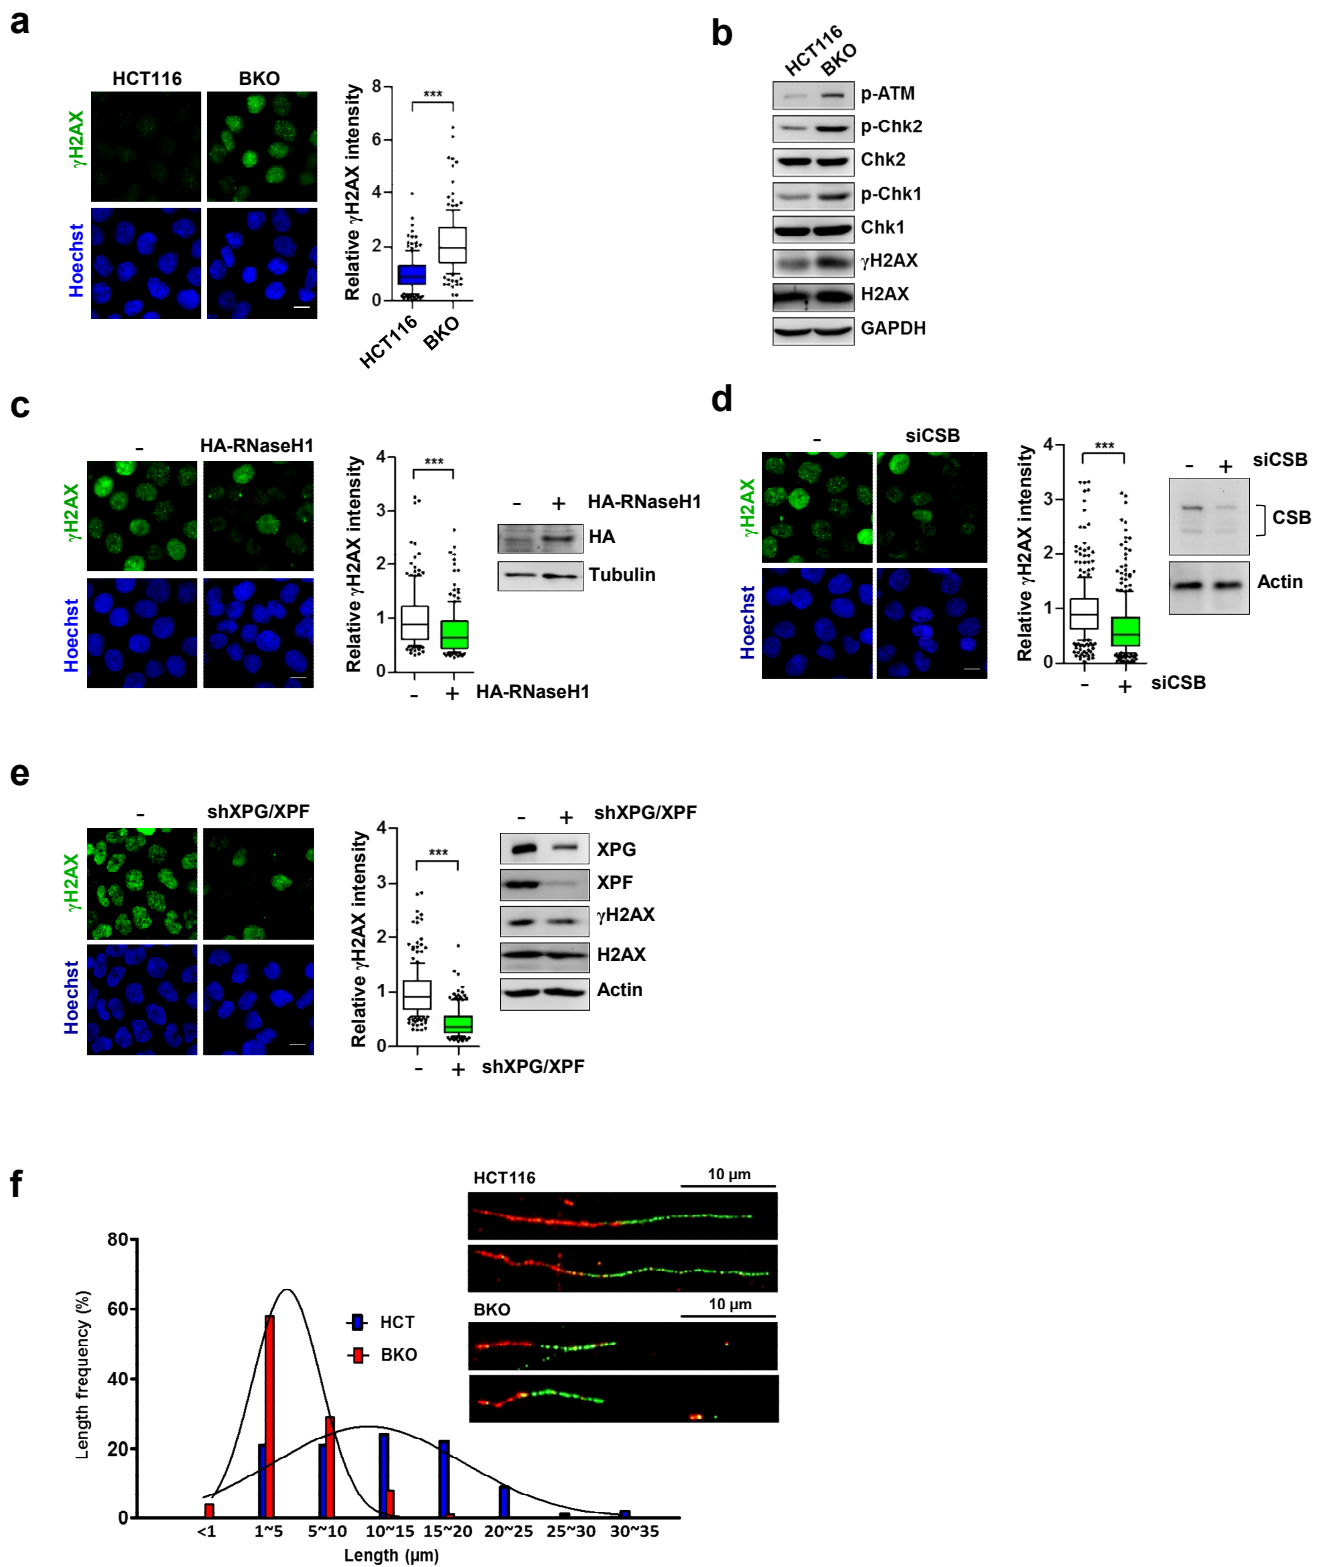 a
HCT116 BKO
γH2AX
Hoechst
Relative γH2AX intensity
8
6
4
2
0
***
HCT116
BKO
b
HCT116
BKO
p-ATM
p-Chk2
Chk2
p-Chk1
Chk1
γH2AX
H2AX
GAPDH
c
- HA-RNaseH1
γH2AX
Hoechst
Relative γH2AX intensity
4
3
2
1
0
***
- + HA-RNaseH1
- + HA-RNaseH1
HA
Tubulin
d
- siCSB
γH2AX
Hoechst
Relative γH2AX intensity
4
3
2
1
0
***
- + siCSB
- + siCSB
CSB
Actin
e
- shXPG/XPF
γH2AX
Hoechst
Relative γH2AX intensity
4
3
2
1
0
***
- + shXPG/XPF
- + shXPG/XPF
XPG
XPF
γH2AX
H2AX
Actin
f
HCT116 10 μm
BKO 10 μm
Length frequency (%)
80
60
40
20
0
HCT
BKO
<1 1~5 5~10 10~15 15~20 20~25 25~30 30~35
Length (μm)